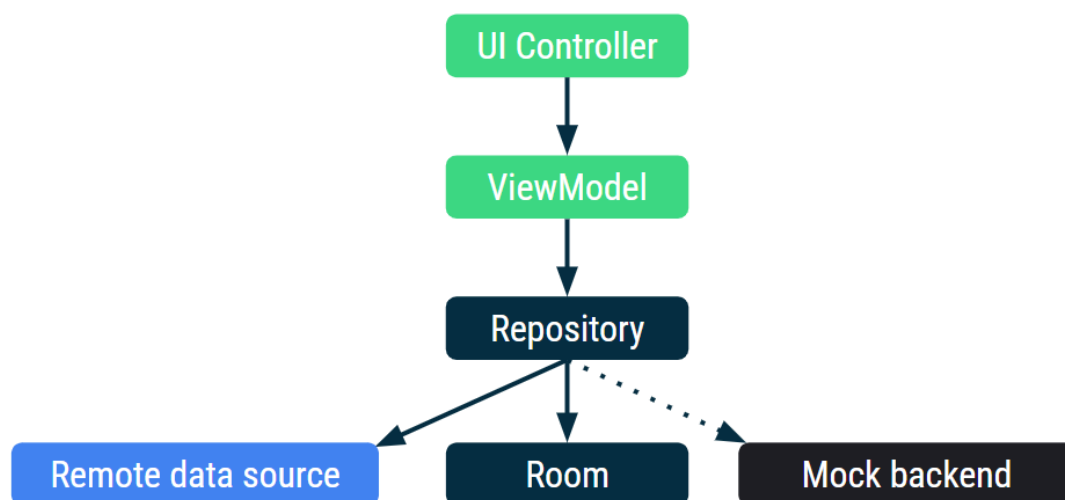 UI Controller
ViewModel
Repository
Remote data source
Room
Mock backend